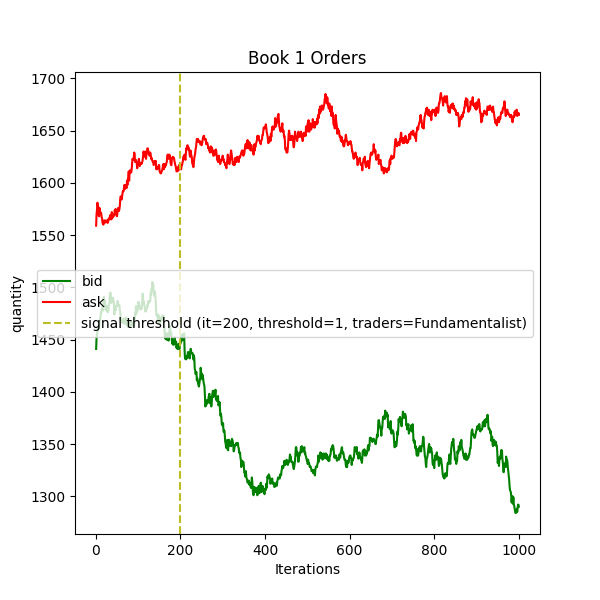 Book 1 Orders
1700
1650
1600
1550
1500
1450
1400
1350
1300
quantity
bid
ask
signal threshold (it=200, threshold=1, traders=Fundamentalist)
0 200 400 600 800 1000
Iterations